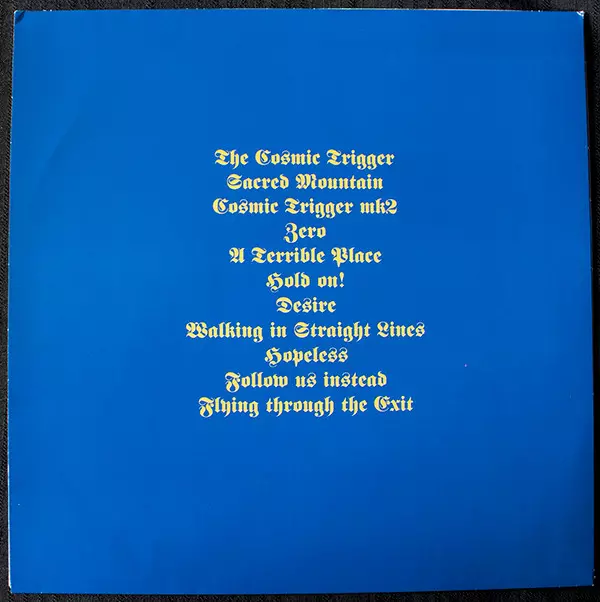 The Cosmic Trigger
Sacred Mountain
Cosmic Trigger mk2
Zero
A Terrible Place
Hold on!
Desire
Walking in Straight Lines
Hopeless
Follow us instead
Flying through the Exit